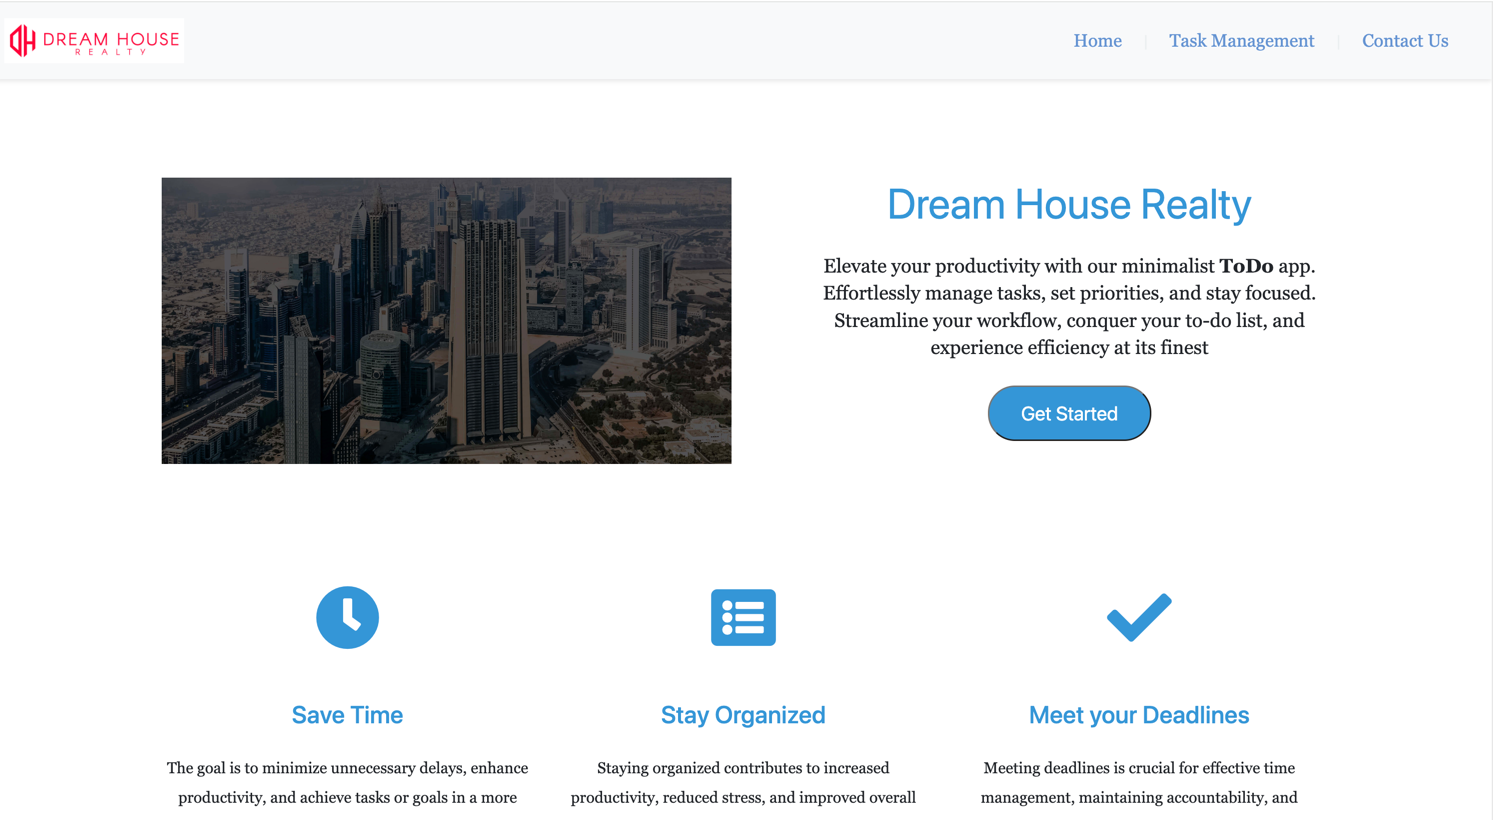 DREAM HOUSE
REALTY
Home
Task Management
Contact Us
Dream House Realty
Elevate your productivity with our minimalist ToDo app.
Effortlessly manage tasks, set priorities, and stay focused.
Streamline your workflow, conquer your to-do list, and
experience efficiency at its finest
Get Started
Save Time
The goal is to minimize unnecessary delays, enhance
productivity, and achieve tasks or goals in a more
Stay Organized
Staying organized contributes to increased
productivity, reduced stress, and improved overall
Meet your Deadlines
Meeting deadlines is crucial for effective time
management, maintaining accountability, and